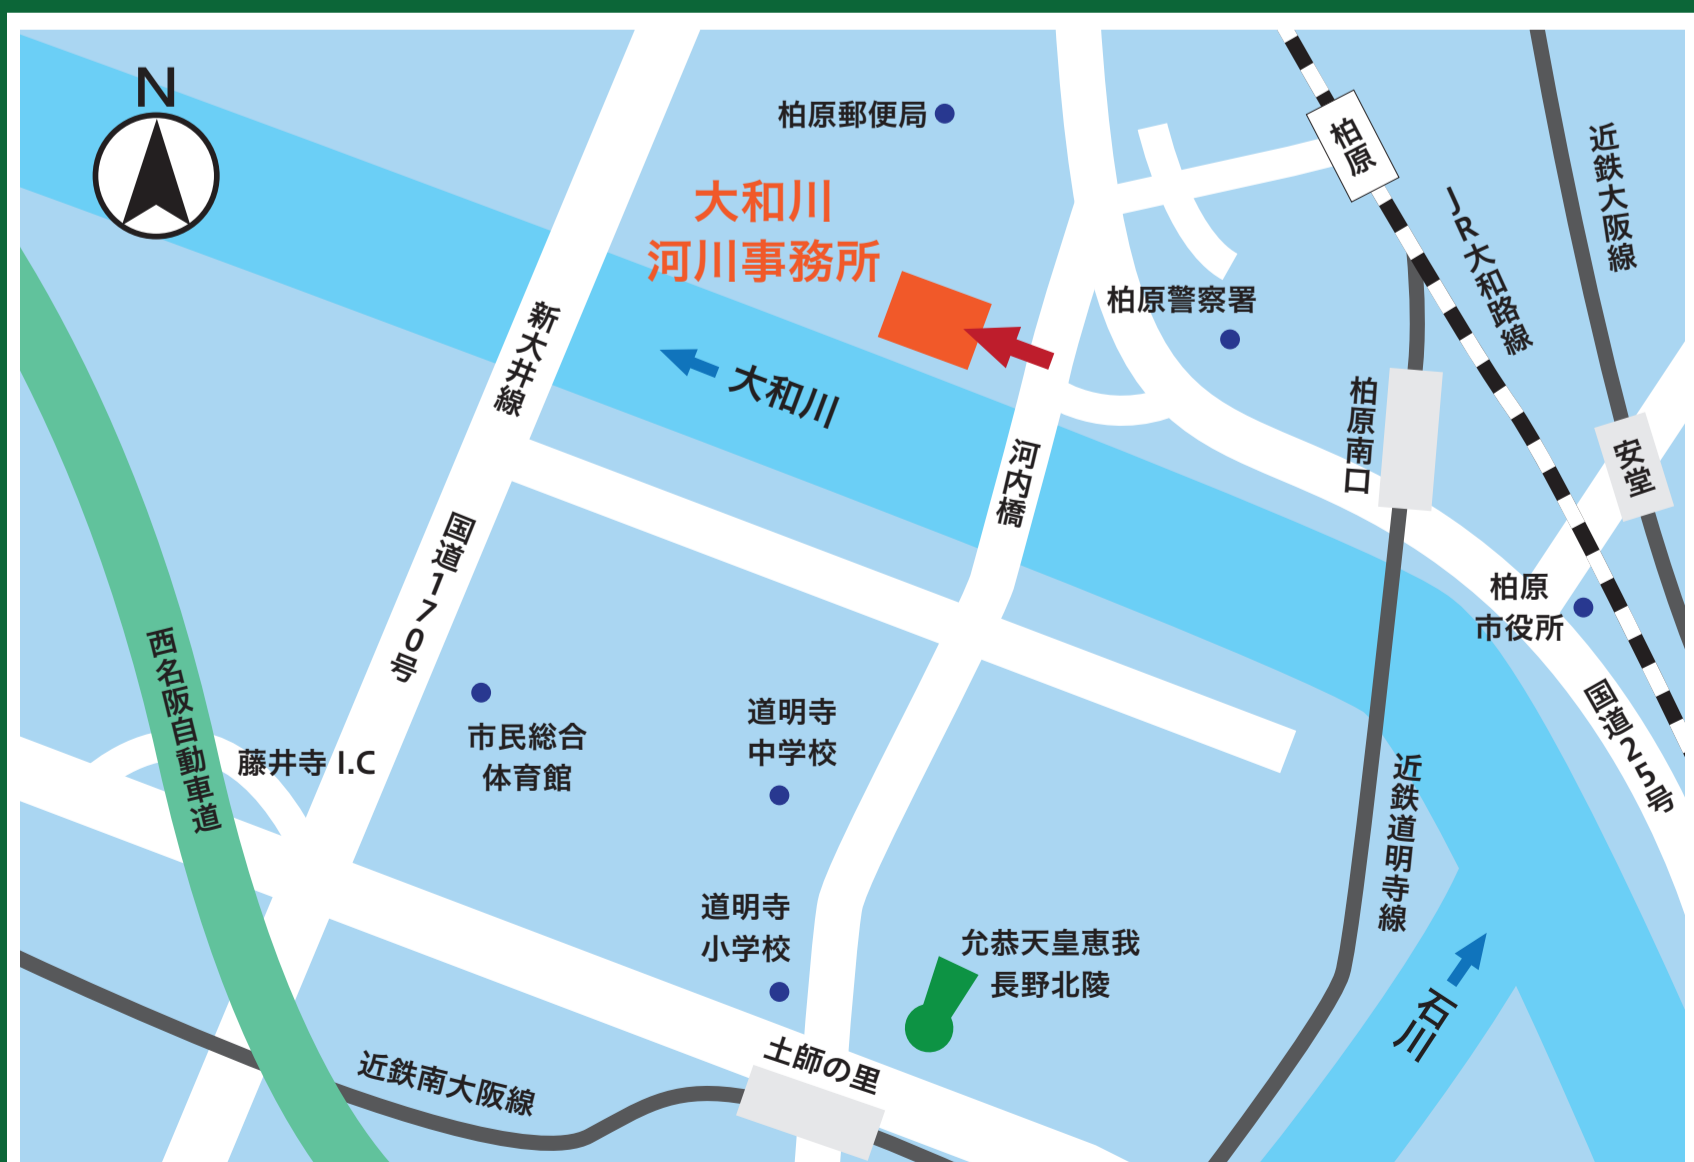 N
柏原郵便局
大和川
河川事務所
柏原
近鉄大阪線
JR大和路線
柏原警察署
新大井線
大和川
柏原南口
河内橋
安堂
国道170号
柏原
市役所
西名阪自動車道
国道25号
藤井寺 I.C
市民総合
体育館
道明寺
中学校
近鉄道明寺線
道明寺
小学校
允恭天皇恵我
長野北陵
石川
土師の里
近鉄南大阪線